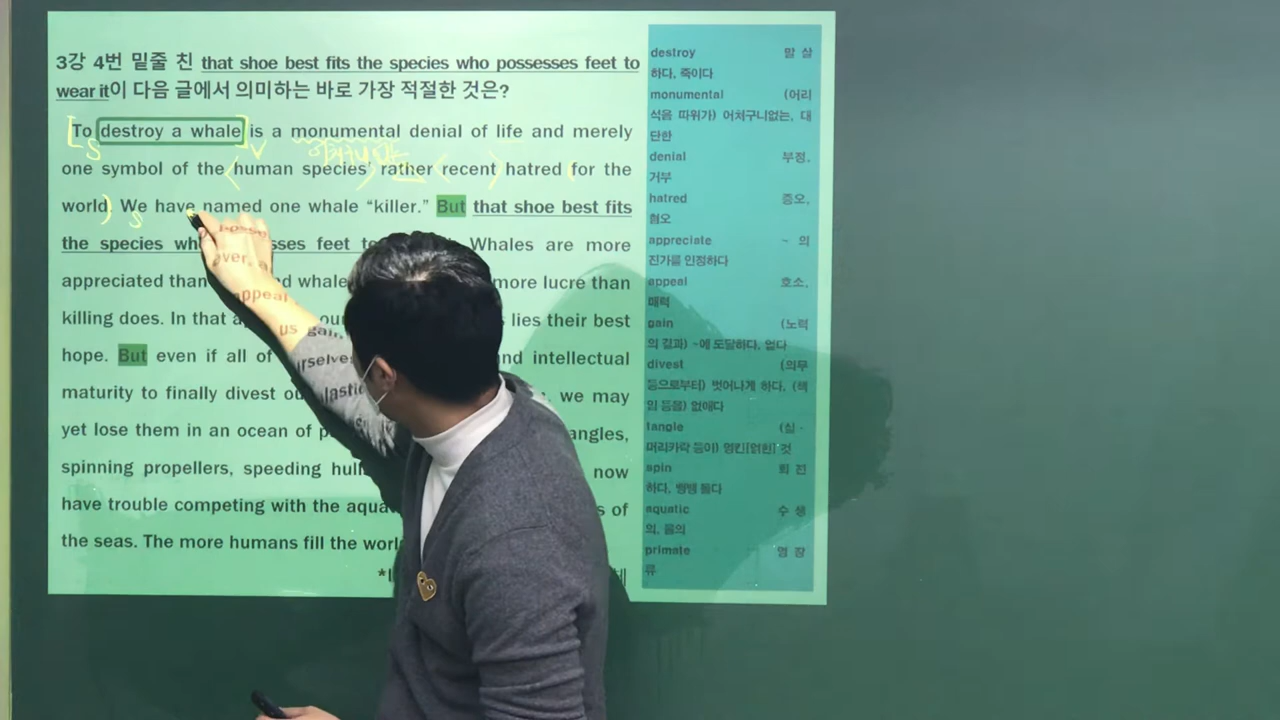 3강 4번 밑줄 친 that shoe best fits the species who possesses feet to
wear it이 다음 글에서 의미하는 바로 가장 적절한 것은?
To destroy a whale is a monumental denial of life and merely
one symbol of the human species' rather recent hatred for the
world. We have named one whale “killer.” But that shoe best fits
the species sses feet to Whales are more
appreciated than d whale more lucre than
killing does. In that our lies their best
hope. But even if all of ourselves and intellectual
maturity to finally divest plastic we may
yet lose them in an ocean of angles,
spinning propellers, speeding now
have trouble competing with the s of
the seas. The more humans fill the
destroy 말 살
하다, 죽이다
monumental (어리
석음 따위가) 어처구니없는, 대
단한
denial 부정,
거부
hatred 증오,
혐오
appreciate ~ 의
진가를 인정하다
appeal 호소,
매력
gain (노력
의 결과) ~에 도달하다, 얻다
divest (의무
등으로부터) 벗어나게 하다, (책
임 등을) 없애다
tangle (실 ·
머리카락 등이) 엉킨[얽힌] 것
spin 회 전
하다, 뱅뱅 돌다
aquatic 수 생
의, 물의
primate 영 장
류